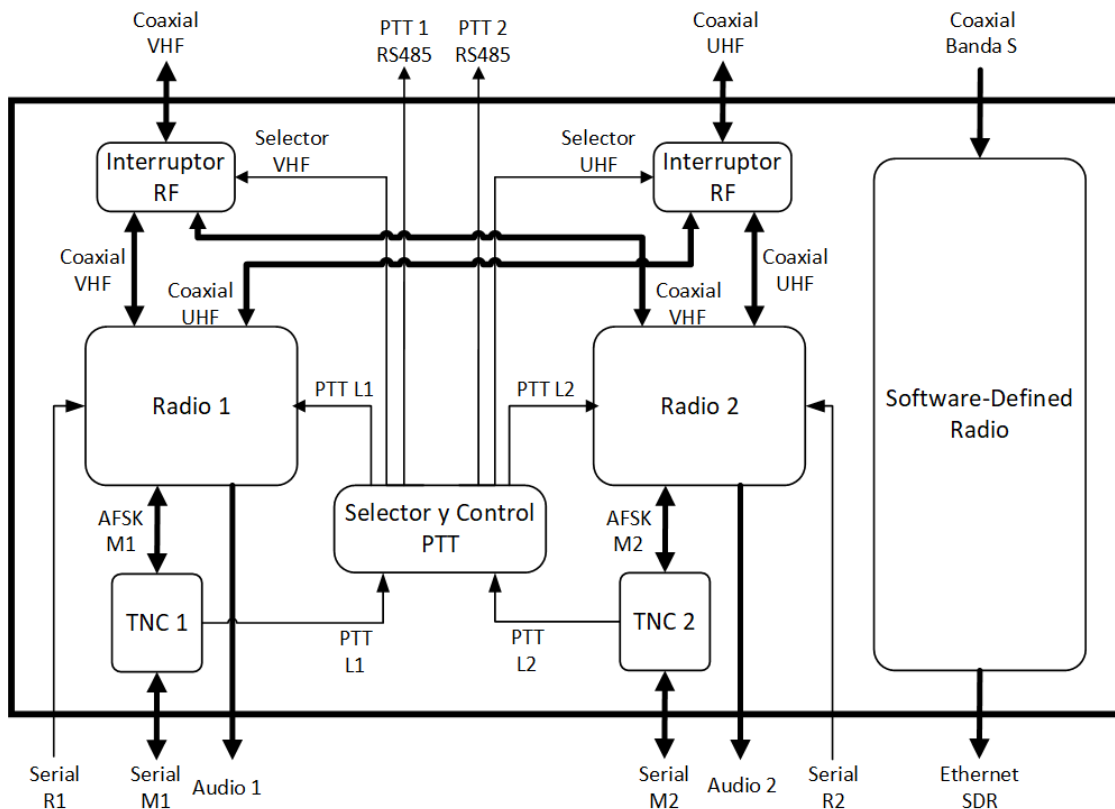 Coaxial
VHF
PTT 1
RS485
PTT 2
RS485
Coaxial
UHF
Coaxial
Banda S
Interruptor
RF
Selector
VHF
Selector
UHF
Interruptor
RF
Coaxial
VHF
Coaxial
UHF
Coaxial
VHF
Coaxial
UHF
Radio 1
PTT L1
PTT L2
Radio 2
Software-Defined
Radio
AFSK
M1
Selector y Control
PTT
AFSK
M2
TNC 1
PTT
L1
PTT
L2
TNC 2
Serial
R1
Serial
M1
Audio 1
Serial
M2
Audio 2
Serial
R2
Ethernet
SDR